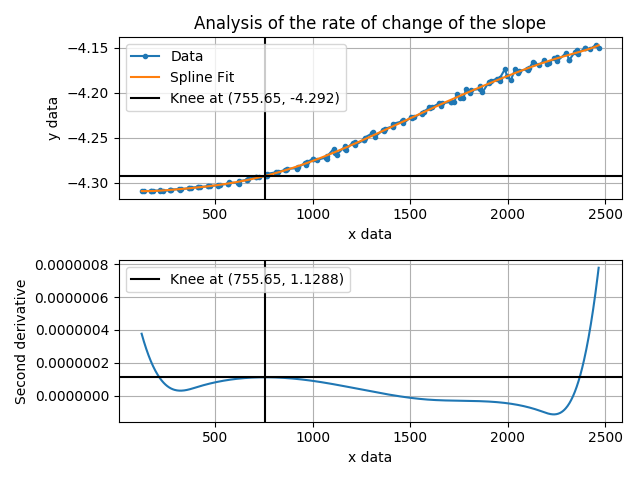 Analysis of the rate of change of the slope
−4.15
−4.20
−4.25
−4.30
y data
Data
Spline Fit
Knee at (755.65, -4.292)
500 1000 1500 2000 2500
x data
0.0000008
0.0000006
0.0000004
0.0000002
0.0000000
Second derivative
Knee at (755.65, 1.1288)
500 1000 1500 2000 2500
x data